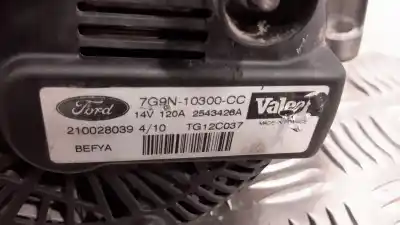 Ford
7G9N-10300-CC
Valeo
14V 120A 2543426A
210028039 4/10 TG12C037
BEFYA